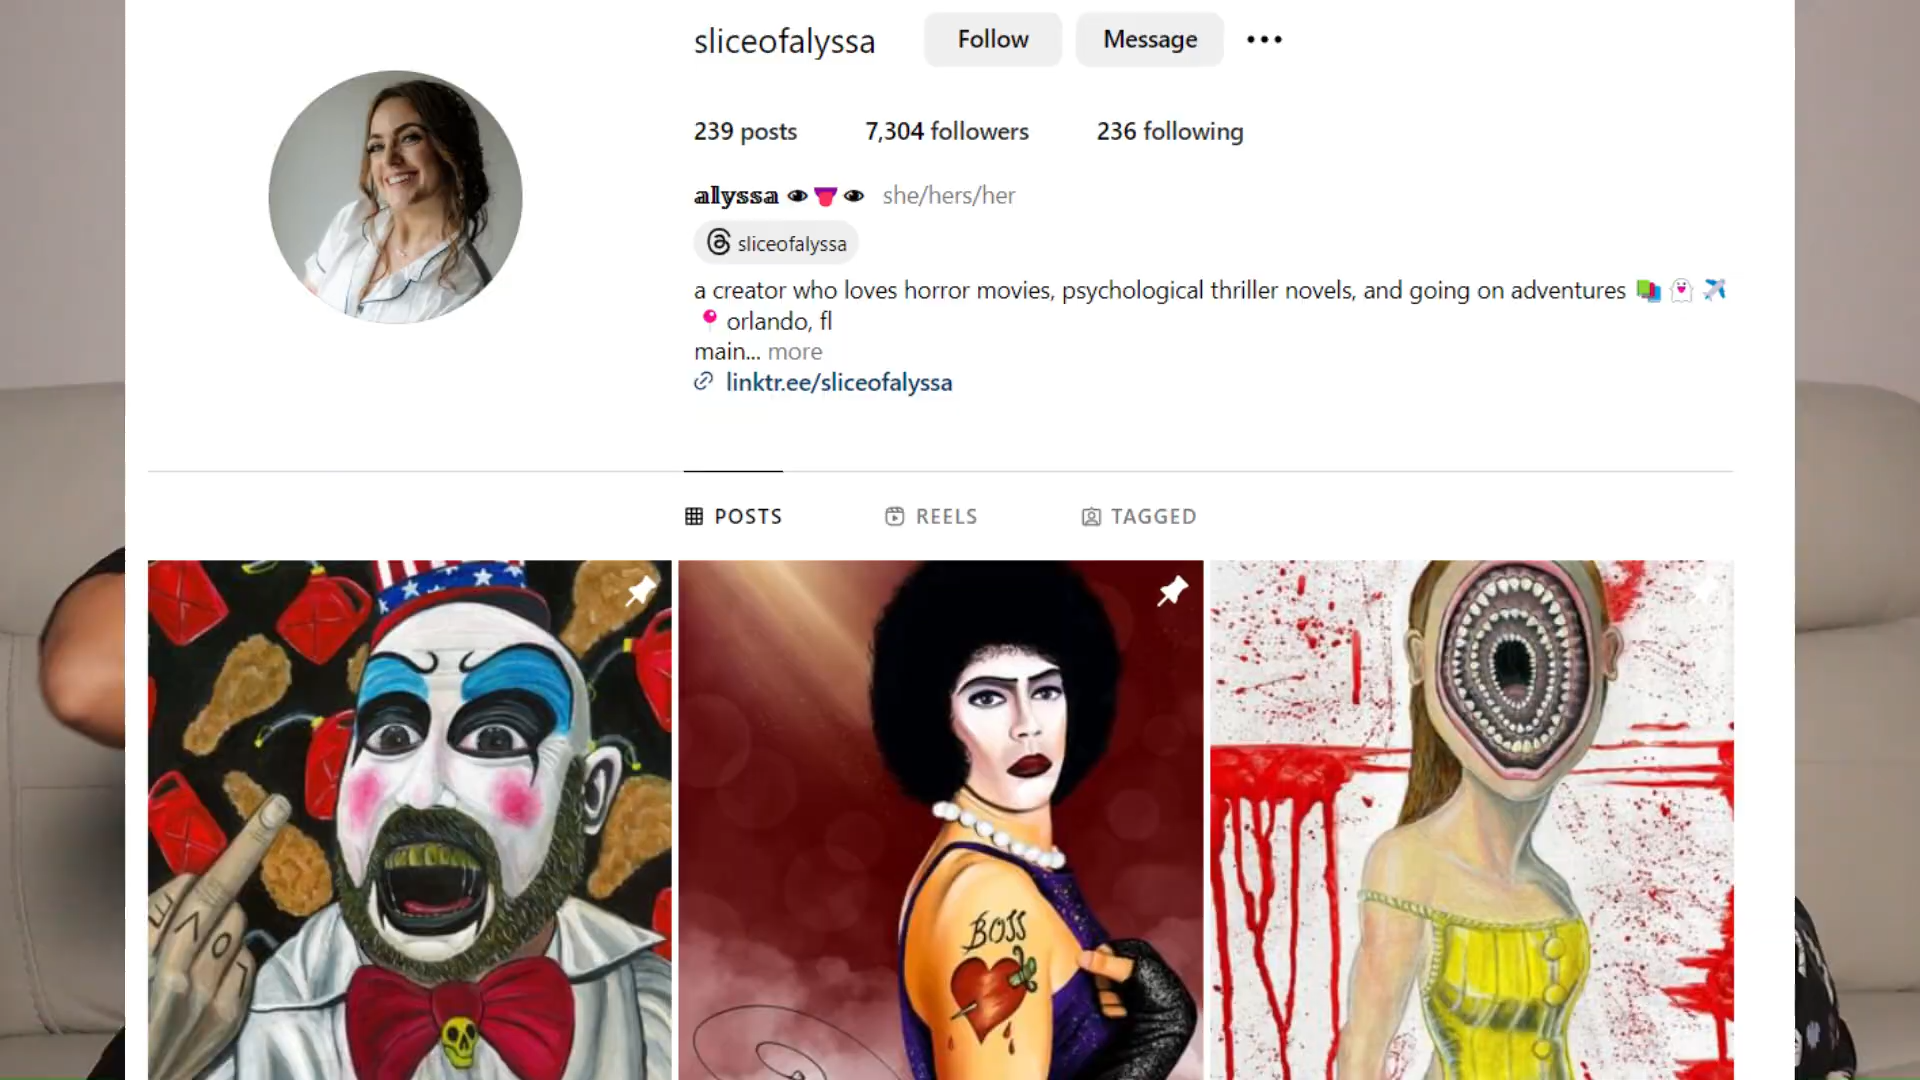 sliceofalyssa Follow Message
239 posts 7,304 followers 236 following
alyssa she/hers/her
sliceofalyssa
a creator who loves horror movies, psychological thriller novels, and going on adventures
orlando, fl
main... more
linktr.ee/sliceofalyssa
POSTS REELS TAGGED
BOSS
LOVE